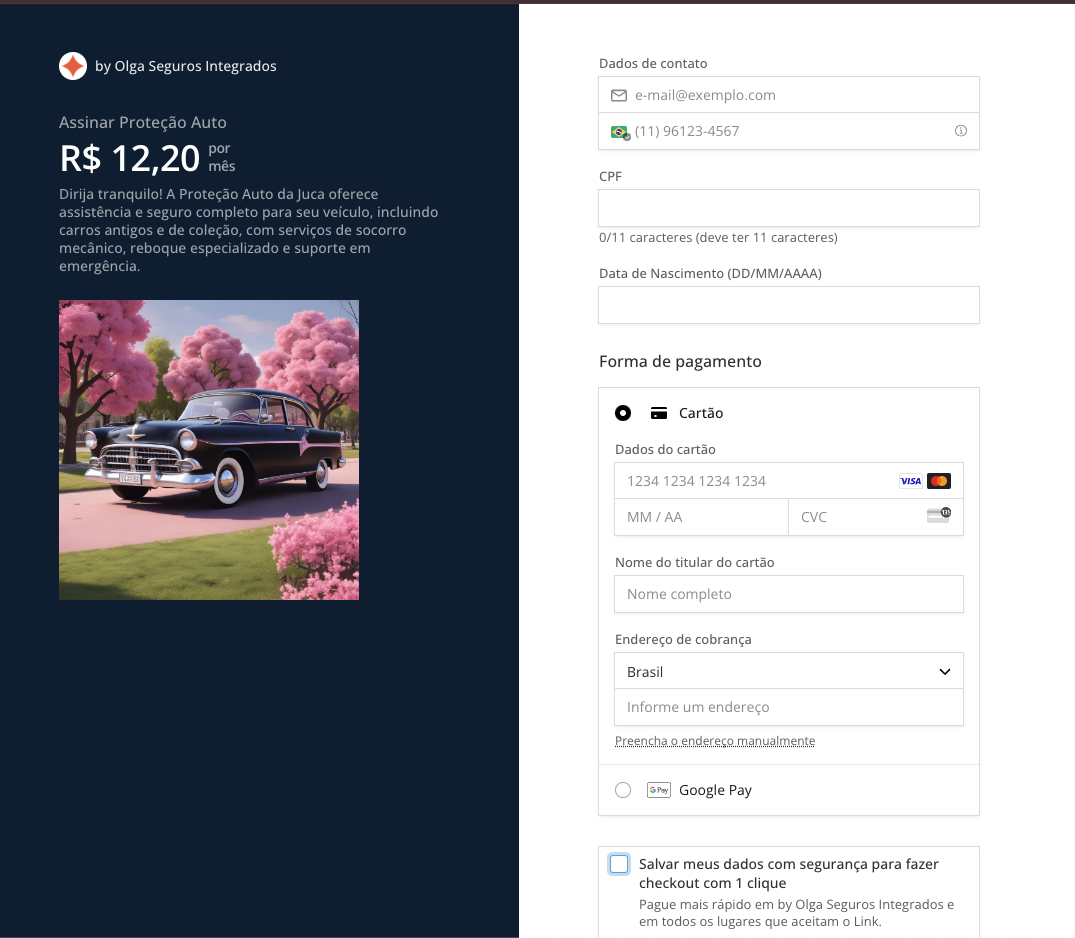 by Olga Seguros Integrados
Assinar Proteção Auto
R$ 12,20 por
mês
Dirija tranquilo! A Proteção Auto da Juca oferece
assistência e seguro completo para seu veículo, incluindo
carros antigos e de coleção, com serviços de socorro
mecânico, reboque especializado e suporte em
emergência.
Dados de contato
e-mail@exemplo.com
(11) 96123-4567
CPF
0/11 caracteres (deve ter 11 caracteres)
Data de Nascimento (DD/MM/AAAA)
Forma de pagamento
Cartão
Dados do cartão
1234 1234 1234 1234 VISA
MM / AA CVC 135
Nome do titular do cartão
Nome completo
Endereço de cobrança
Brasil
Informe um endereço
Preencha o endereço manualmente
G Pay Google Pay
Salvar meus dados com segurança para fazer
checkout com 1 clique
Pague mais rápido em by Olga Seguros Integrados e
em todos os lugares que aceitam o Link.